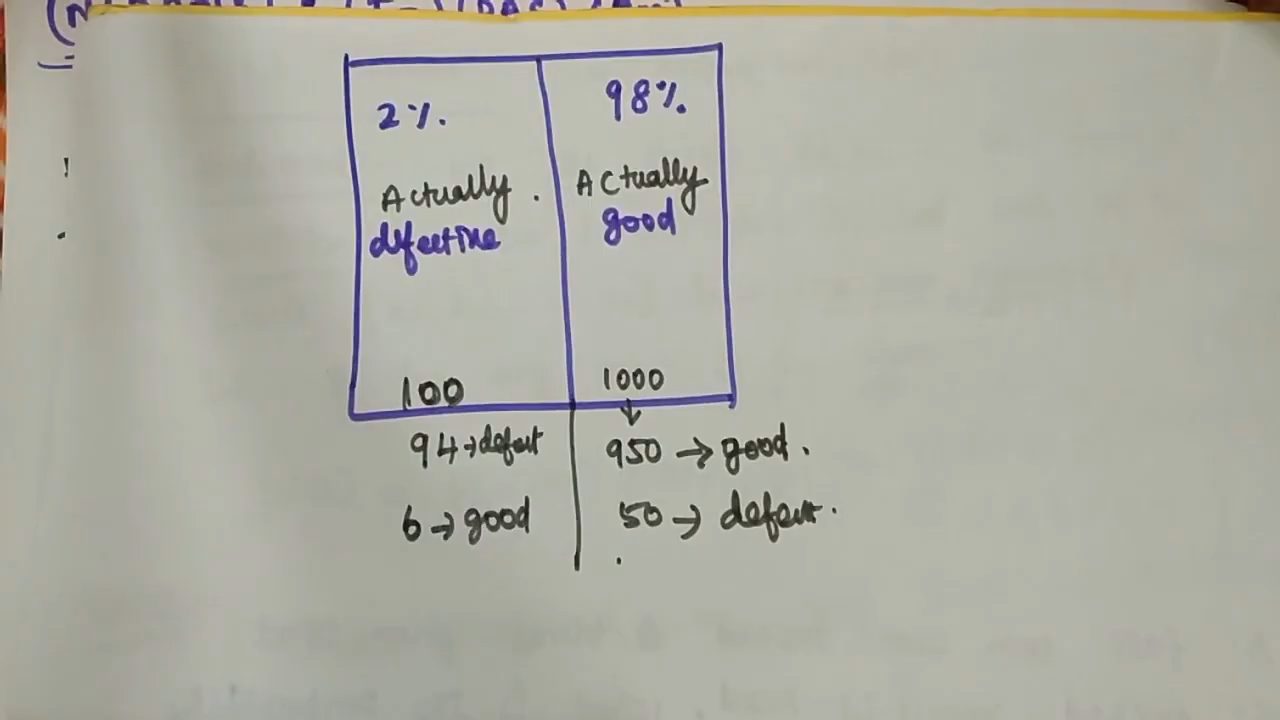 2%.
98%.
Actually.
Actually
defective
good
100
1000
94→defect
950 → good.
6→ good
50 → defect.